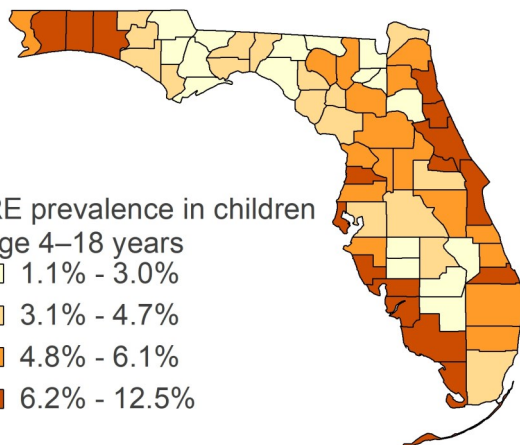 RE prevalence in children
ge 4–18 years
1.1% - 3.0%
3.1% - 4.7%
4.8% - 6.1%
6.2% - 12.5%